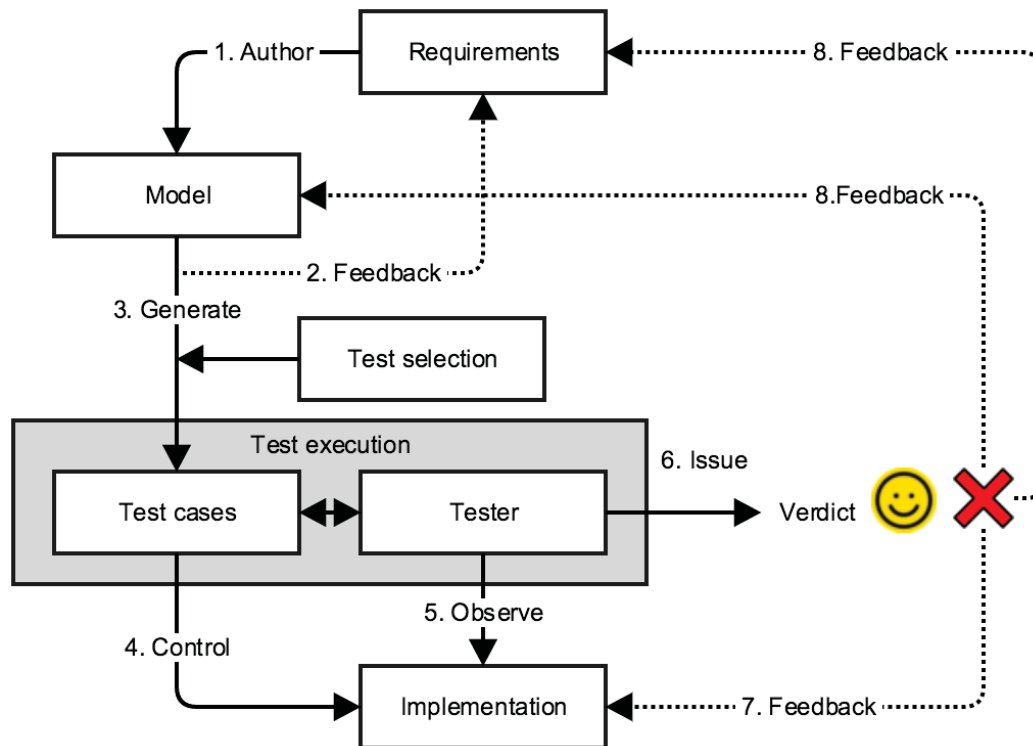 1. Author
Requirements
8. Feedback
Model
8.Feedback
2. Feedback
3. Generate
Test selection
Test execution
6. Issue
Test cases
Tester
Verdict
5. Observe
4. Control
Implementation
7. Feedback